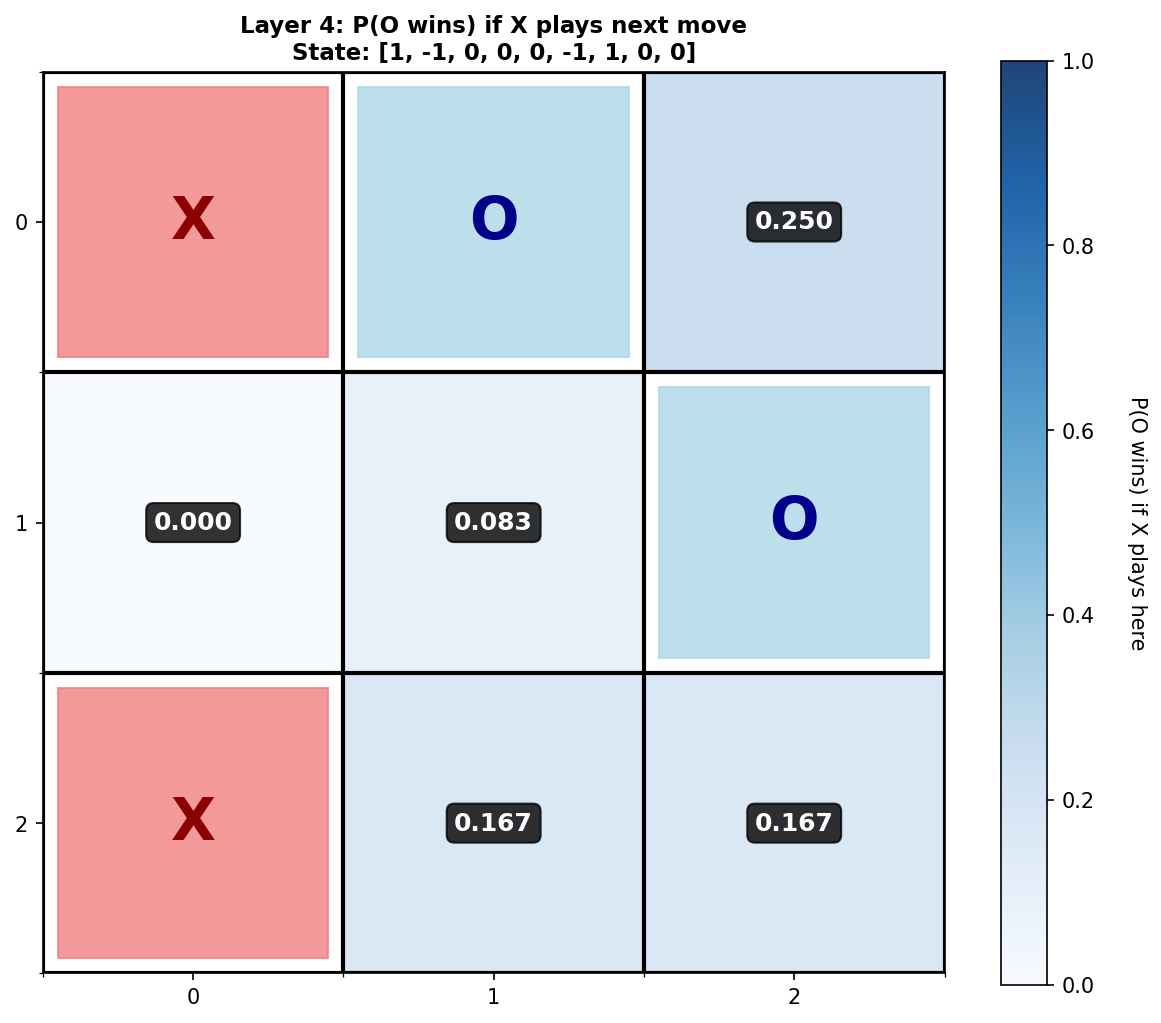 Layer 4: P(O wins) if X plays next move
State: [1, -1, 0, 0, 0, -1, 1, 0, 0]
0
X
O
0.250
1
0.000
0.083
O
2
X
0.167
0.167
0
1
2
1.0
0.8
0.6
0.4
0.2
0.0
P(O wins) if X plays here